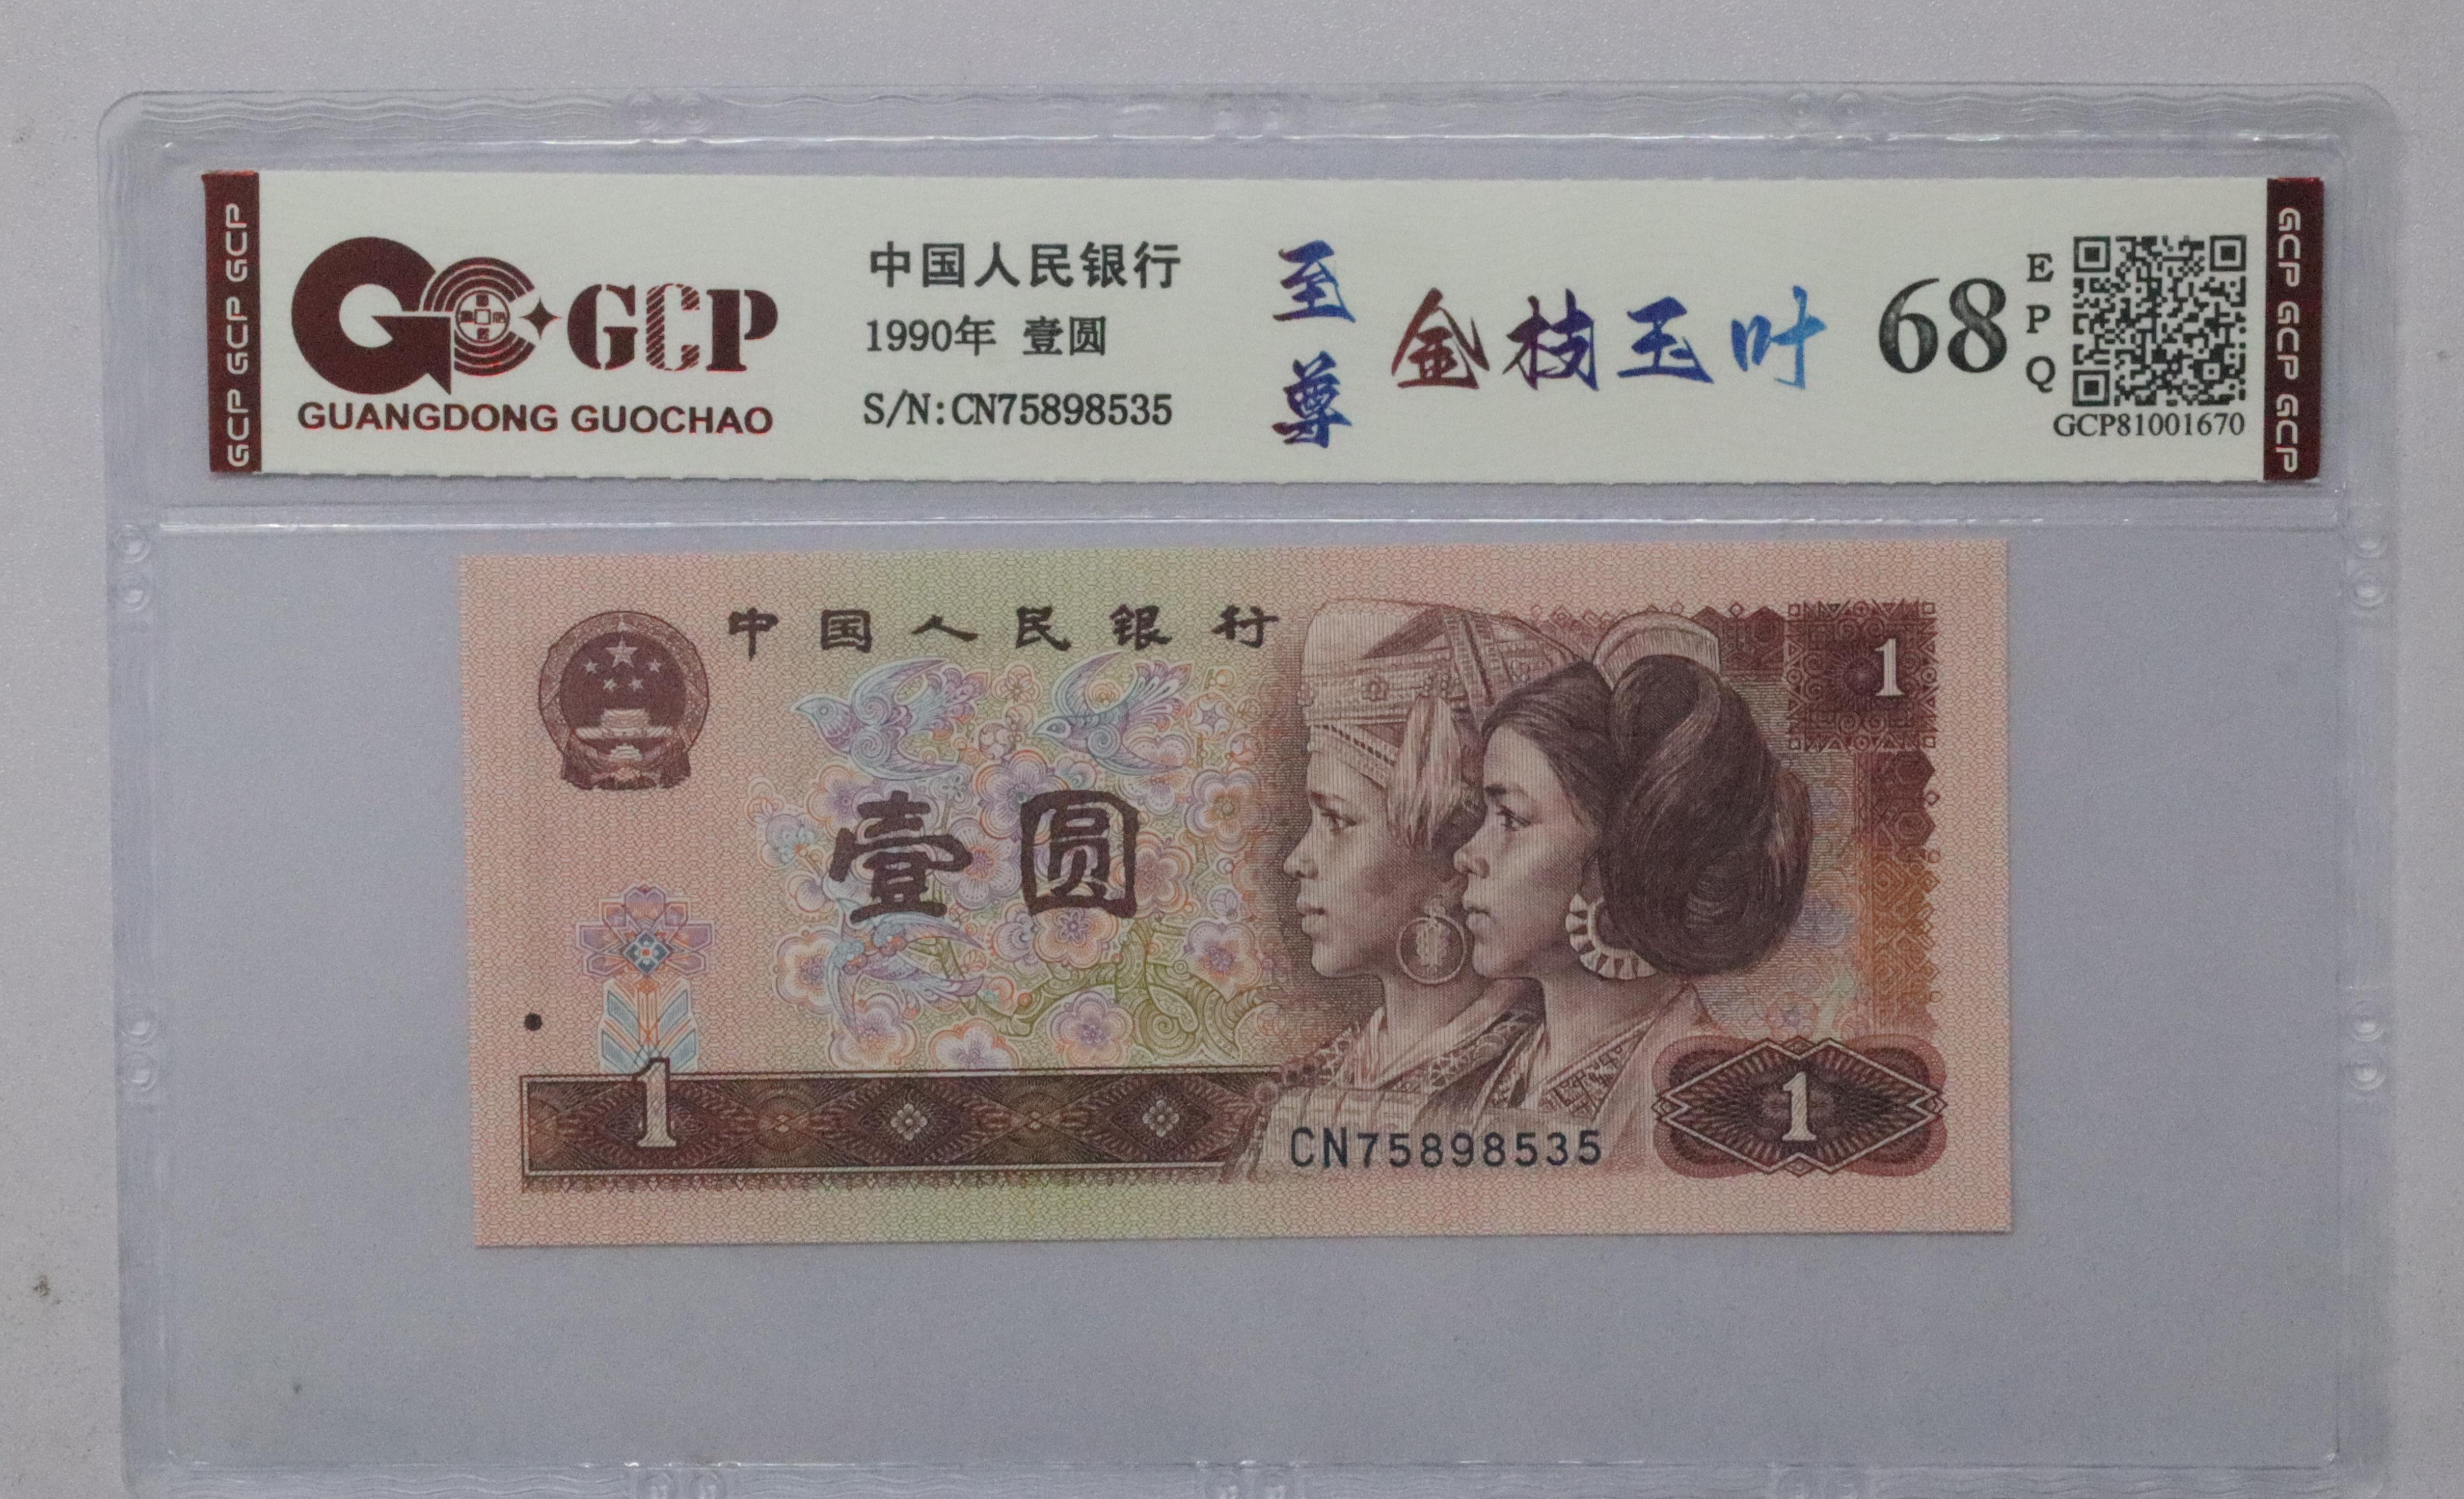 GCP GCP GCP
GCP
GUANGDONG GUOCHAO
中国人民银行
1990年 壹圆
S/N:CN75898535
至尊
金枝玉叶
68
EPQ
GCP81001670
GCP GCP GCP
中国人民银行
1
壹圆
1
1
CN75898535